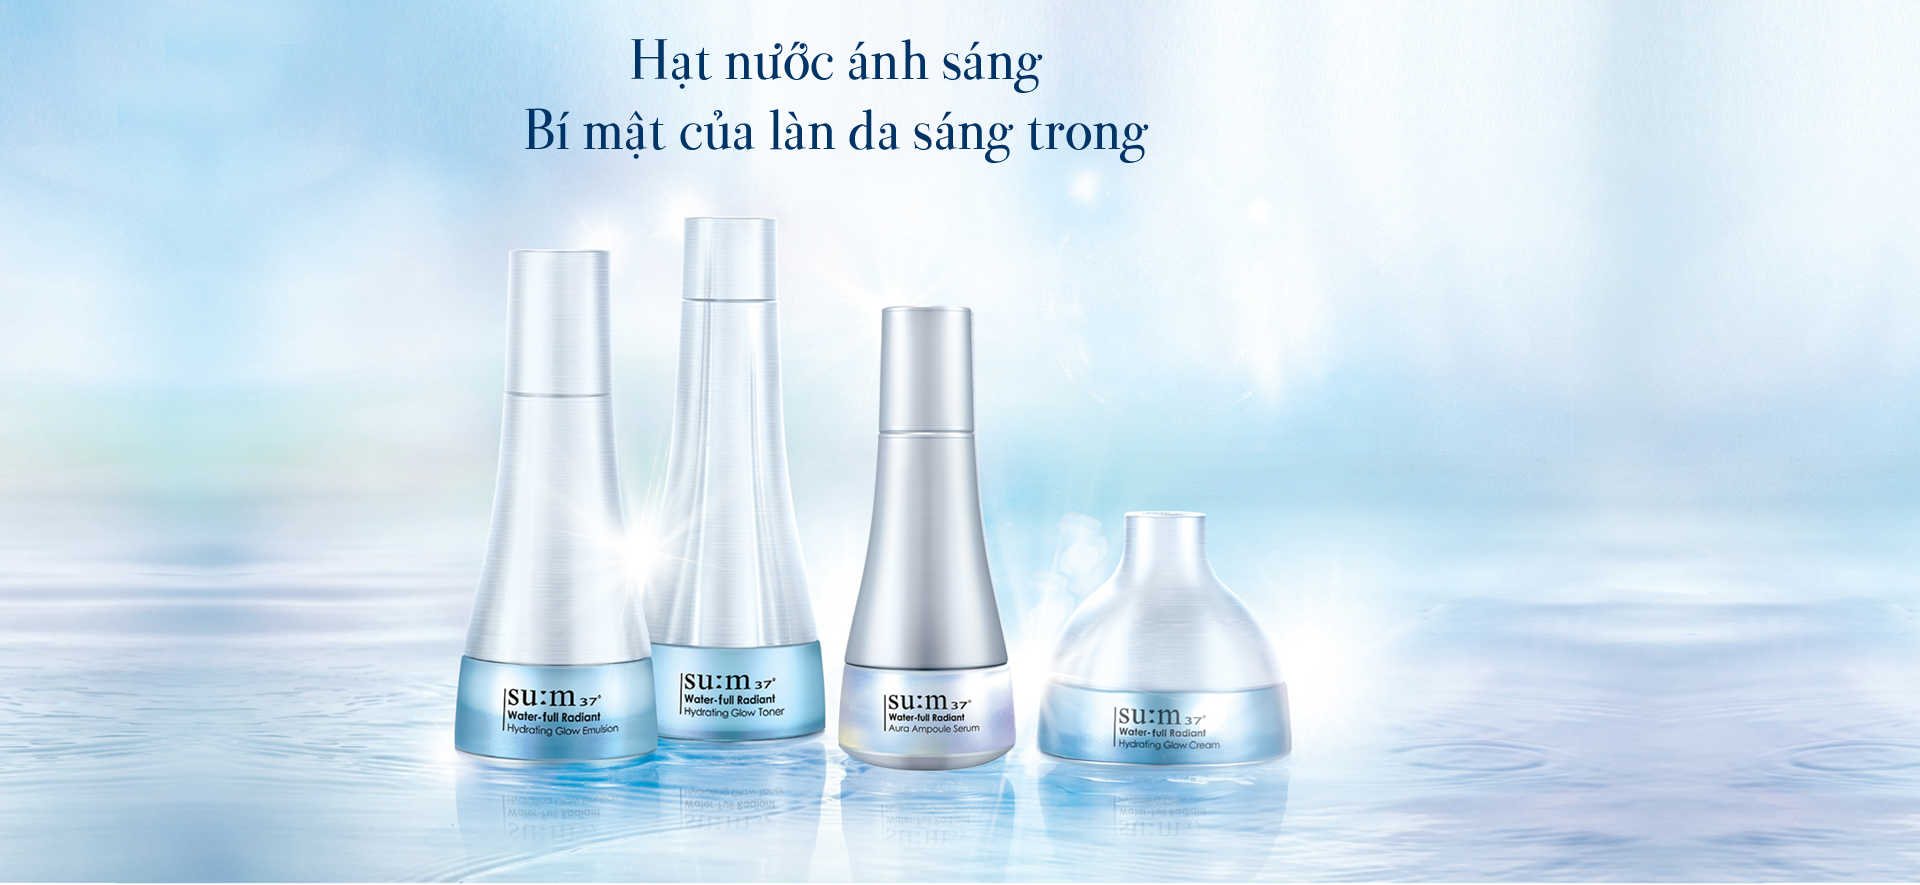 Hạt nước ánh sáng
Bí mật của làn da sáng trong
su:m37°
Water-full Radiant
Hydrating Glow Emulsion
su:m37°
Water-full Radiant
Hydrating Glow Toner
su:m37°
Water-full Radiant
Aura Ampoule Serum
su:m37°
Water-full Radiant
Hydrating Glow Cream